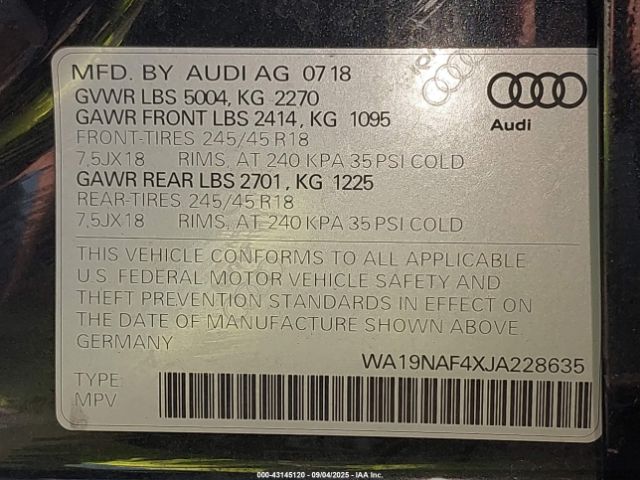 MFD. BY AUDI AG 07 18
GVWR LBS 5004, KG 2270
GAWR FRONT LBS 2414, KG 1095
FRONT-TIRES 245/45 R18
7,5JX18 RIMS, AT 240 KPA 35 PSI COLD
GAWR REAR LBS 2701, KG 1225
REAR-TIRES 245/45 R18
7,5JX18 RIMS, AT 240 KPA 35 PSI COLD
Audi
THIS VEHICLE CONFORMS TO ALL APPLICABLE
U.S. FEDERAL MOTOR VEHICLE SAFETY AND
THEFT PREVENTION STANDARDS IN EFFECT ON
THE DATE OF MANUFACTURE SHOWN ABOVE
GERMANY
WA19NAF4XJA228635
TYPE:
MPV
000-43145120 - 09/04/2025 - IAA Inc.